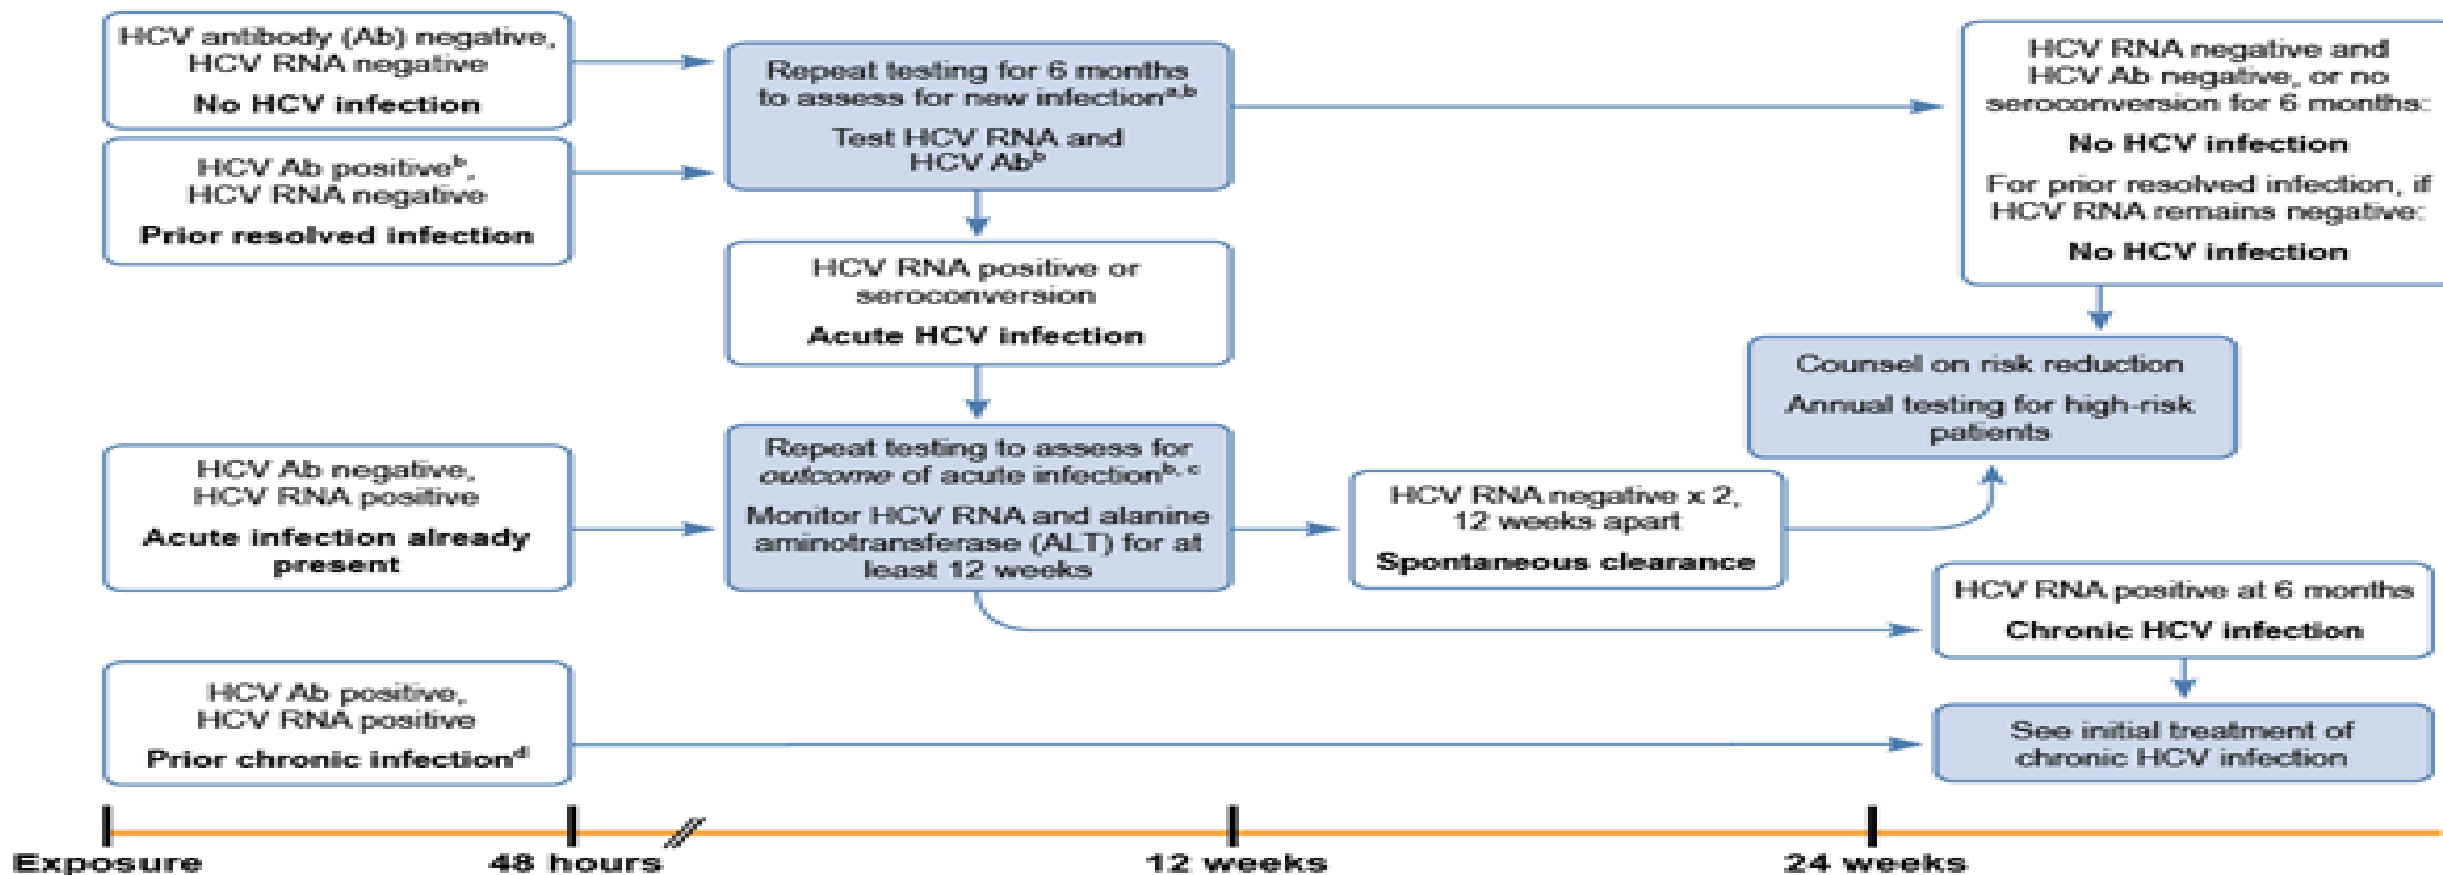 HCV antibody (Ab) negative,
HCV RNA negative
No HCV infection
HCV Ab positiveᵇ,
HCV RNA negative
Prior resolved infection
HCV Ab negative,
HCV RNA positive
Acute infection already
present
HCV Ab positive,
HCV RNA positive
Prior chronic infectionᵈ
Repeat testing for 6 months
to assess for new infectionᵃ,ᵇ
Test HCV RNA and
HCV Abᵇ
HCV RNA positive or
seroconversion
Acute HCV infection
Repeat testing to assess for
outcome of acute infectionᵇ, ᶜ
Monitor HCV RNA and alanine
aminotransferase (ALT) for at
least 12 weeks
HCV RNA negative x 2,
12 weeks apart
Spontaneous clearance
HCV RNA negative and
HCV Ab negative, or no
seroconversion for 6 months:
No HCV infection
For prior resolved infection, if
HCV RNA remains negative:
No HCV infection
Counsel on risk reduction
Annual testing for high-risk
patients
HCV RNA positive at 6 months
Chronic HCV infection
See initial treatment of
chronic HCV infection
Exposure
48 hours
12 weeks
24 weeks